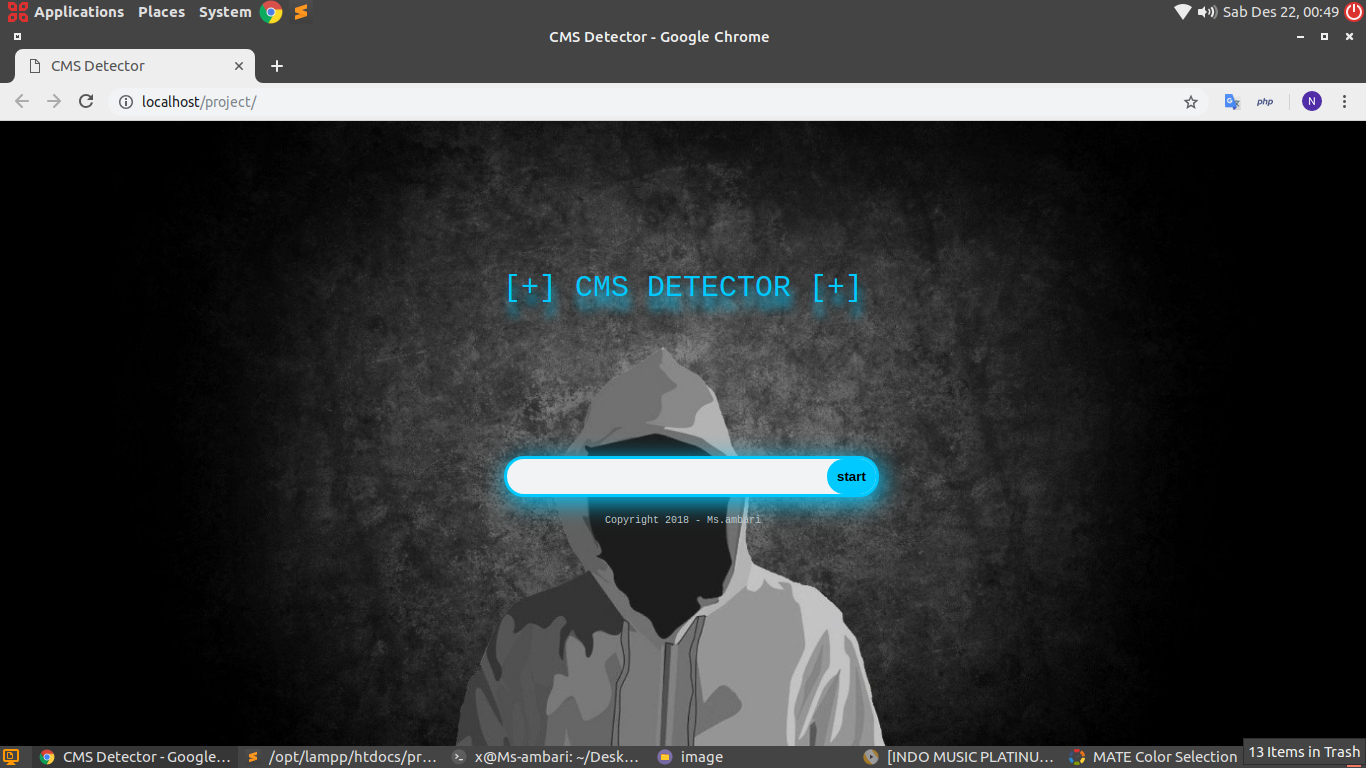 Applications Places System Sab Des 22, 00:49
CMS Detector - Google Chrome
CMS Detector
localhost/project/
php
N
[+] CMS DETECTOR [+]
start
Copyright 2018 - Ms.ambari
CMS Detector - Google... /opt/lampp/htdocs/pr... x@Ms-ambari: ~/Desk... image [INDO MUSIC PLATINU... MATE Color Selection 13 Items in Trash